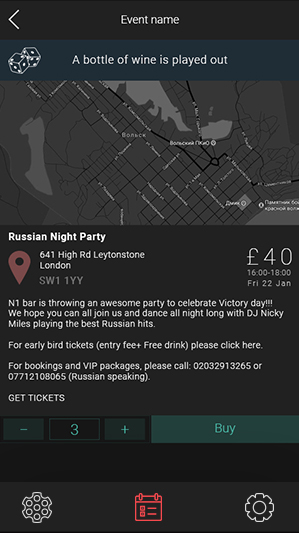 Event name
A bottle of wine is played out
Вольск
Вольский ПКиО
Дикие
Памятник бойцам
красной волж
Russian Night Party
641 High Rd Leytonstone
London
SW1 1YY
£40
16:00-18:00
Fri 22 Jan
N1 bar is throwing an awesome party to celebrate Victory day!!!
We hope you can all join us and dance all night long with DJ Nicky
Miles playing the best Russian hits.
For early bird tickets (entry fee+ Free drink) please click here.
For bookings and VIP packages, please call: 02032913265 or
07712108065 (Russian speaking).
GET TICKETS
−
3
+
Buy